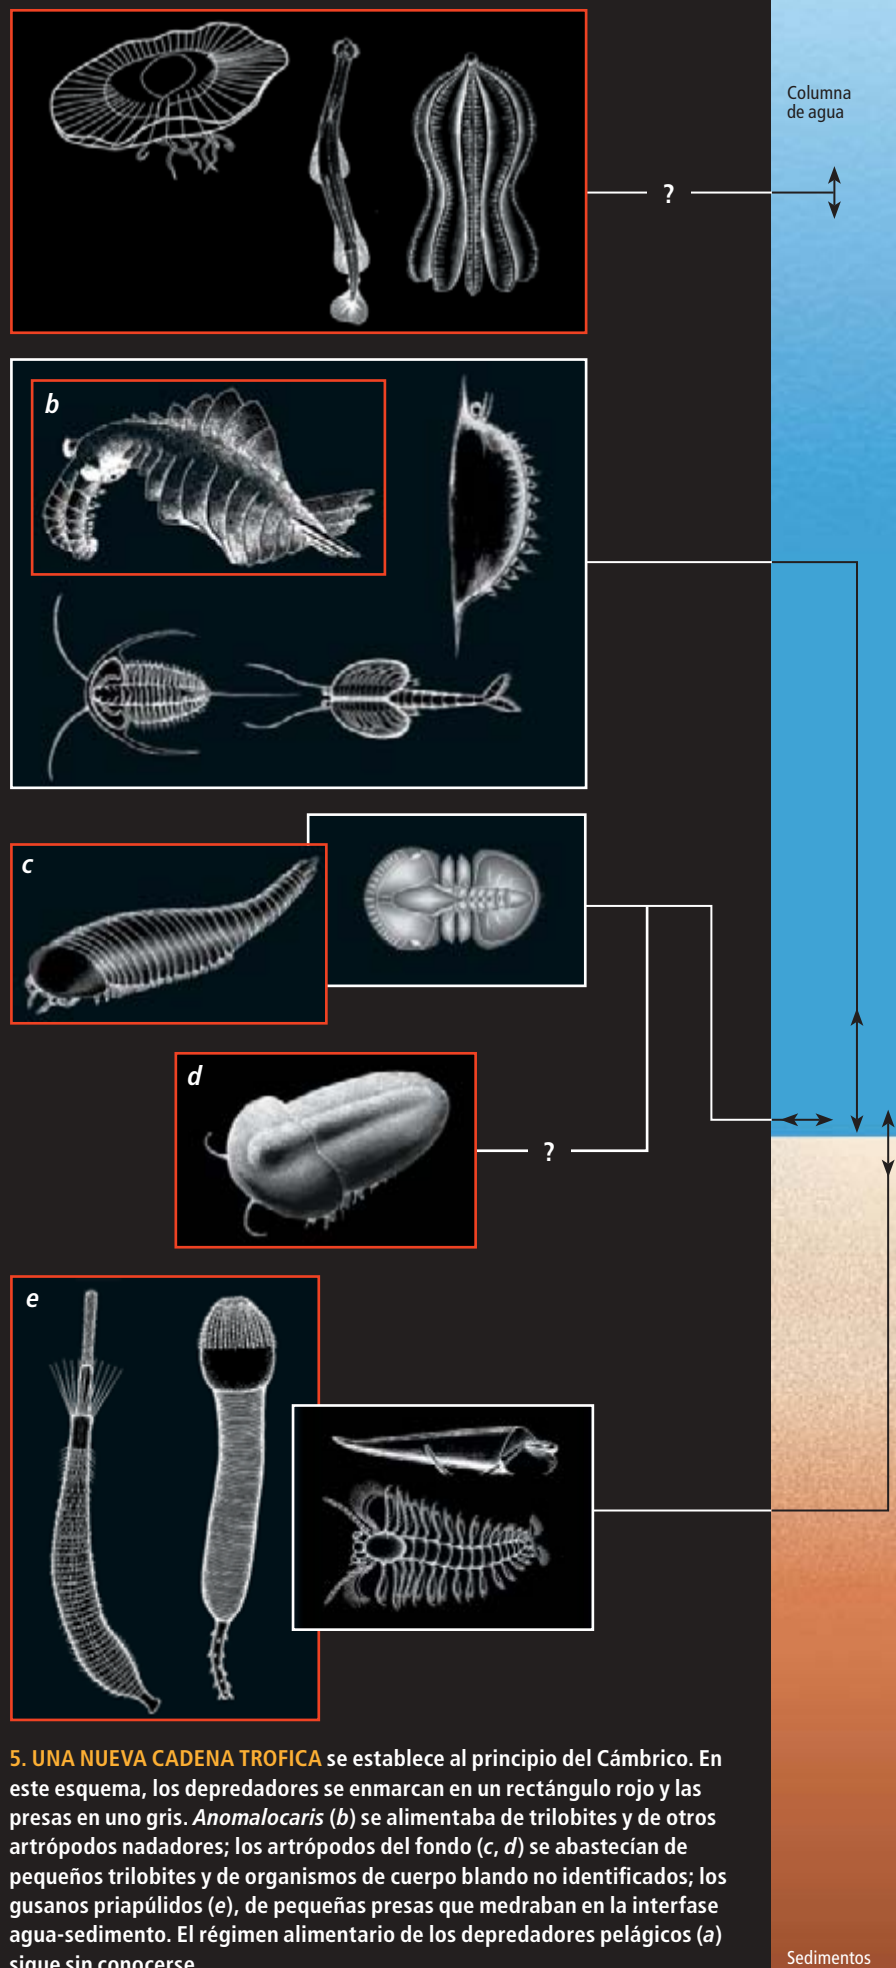 Columna
de agua
?
b
c
d
?
e
5. UNA NUEVA CADENA TROFICA se establece al principio del Cámbrico. En
este esquema, los depredadores se enmarcan en un rectángulo rojo y las
presas en uno gris. Anomalocaris (b) se alimentaba de trilobites y de otros
artrópodos nadadores; los artrópodos del fondo (c, d) se abastecían de
pequeños trilobites y de organismos de cuerpo blando no identificados; los
gusanos priapúlidos (e), de pequeñas presas que medraban en la interfase
agua-sedimento. El régimen alimentario de los depredadores pelágicos (a)
sigue sin conocerse
Sedimentos